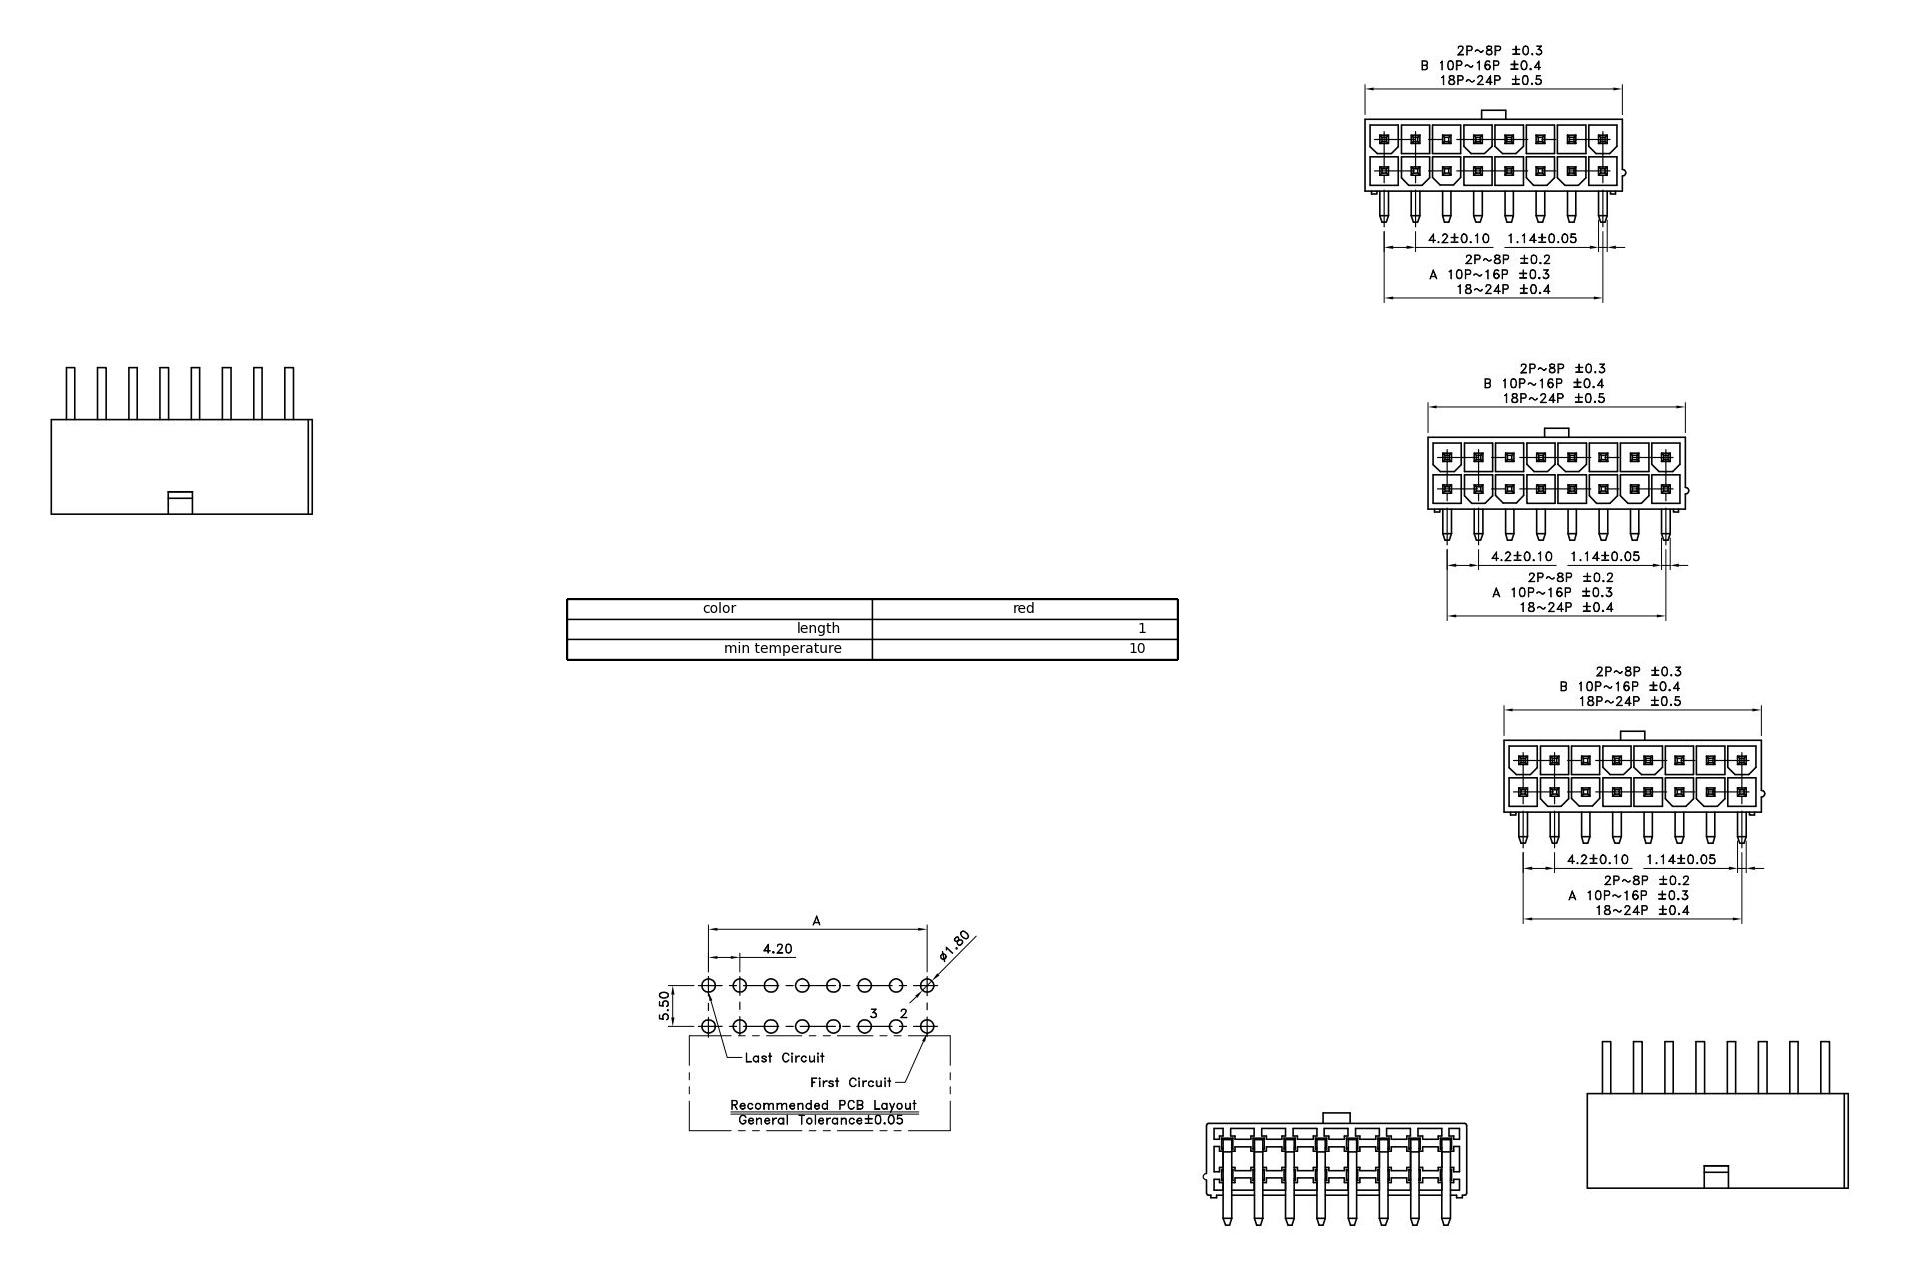 2P~8P ±0.3
B 10P~16P ±0.4
18P~24P ±0.5
4.2±0.10 1.14±0.05
2P~8P ±0.2
A 10P~16P ±0.3
18~24P ±0.4
2P~8P ±0.3
B 10P~16P ±0.4
18P~24P ±0.5
4.2±0.10 1.14±0.05
2P~8P ±0.2
A 10P~16P ±0.3
18~24P ±0.4
color red
length 1
min temperature 10
2P~8P ±0.3
B 10P~16P ±0.4
18P~24P ±0.5
4.2±0.10 1.14±0.05
2P~8P ±0.2
A 10P~16P ±0.3
18~24P ±0.4
A
4.20
ø1.80
5.50
3 2
Last Circuit
First Circuit
Recommended PCB Layout
General Tolerance±0.05